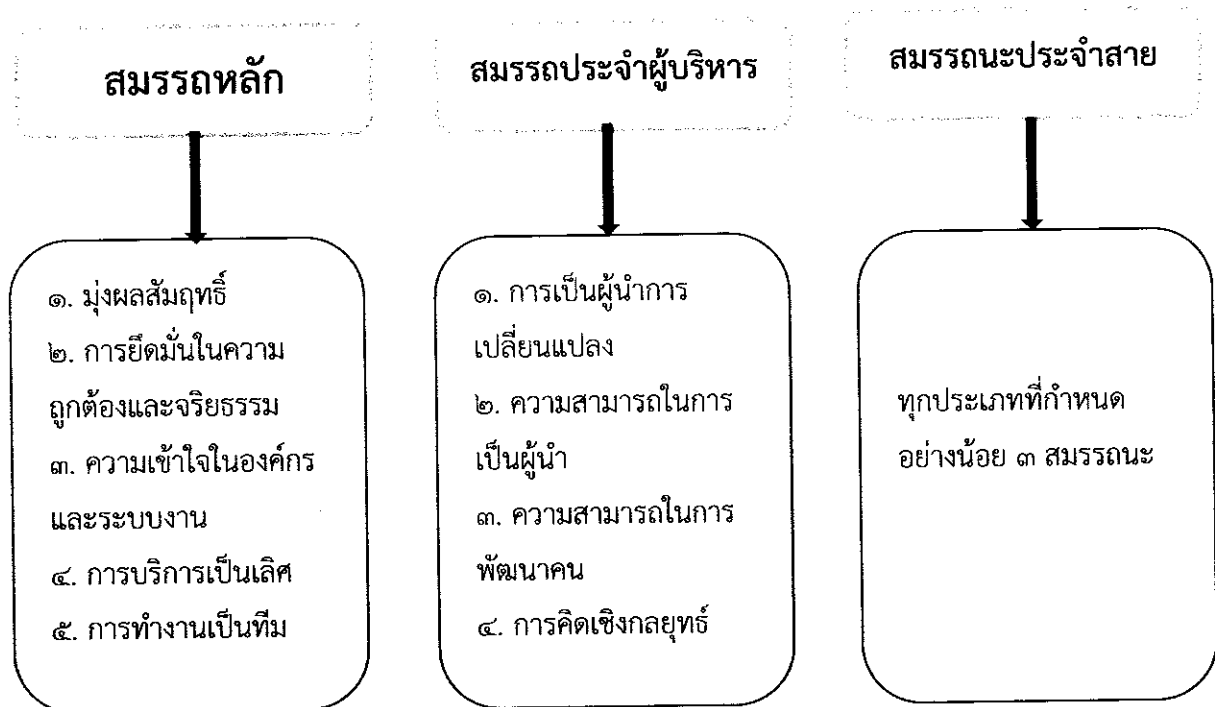 สมรรถหลัก
๑. มุ่งผลสัมฤทธิ์
๒. การยึดมั่นในความ
ถูกต้องและจริยธรรม
๓. ความเข้าใจในองค์กร
และระบบงาน
๔. การบริการเป็นเลิศ
๕. การทำงานเป็นทีม
สมรรถประจำผู้บริหาร
๑. การเป็นผู้นำการ
เปลี่ยนแปลง
๒. ความสามารถในการ
เป็นผู้นำ
๓. ความสามารถในการ
พัฒนาคน
๔. การคิดเชิงกลยุทธ์
สมรรถนะประจำสาย
ทุกประเภทที่กำหนด
อย่างน้อย ๓ สมรรถนะ